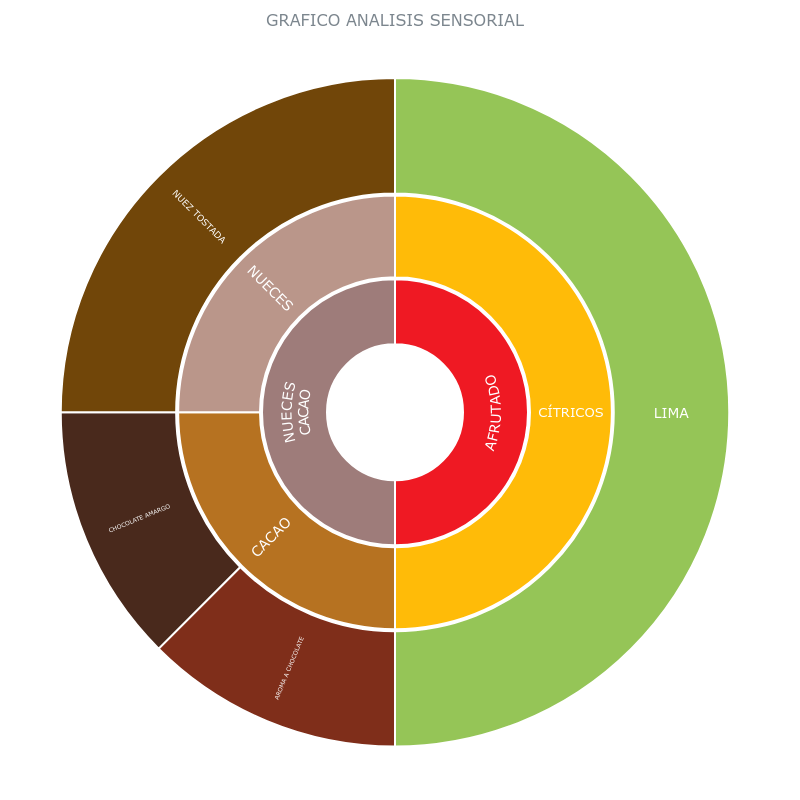 GRAFICO ANALISIS SENSORIAL
NUEZ TOSTADA
NUECES
NUECES
CACAO
AFRUTADO
CÍTRICOS
LIMA
CHOCOLATE AMARGO
CACAO
AROMA A CHOCOLATE